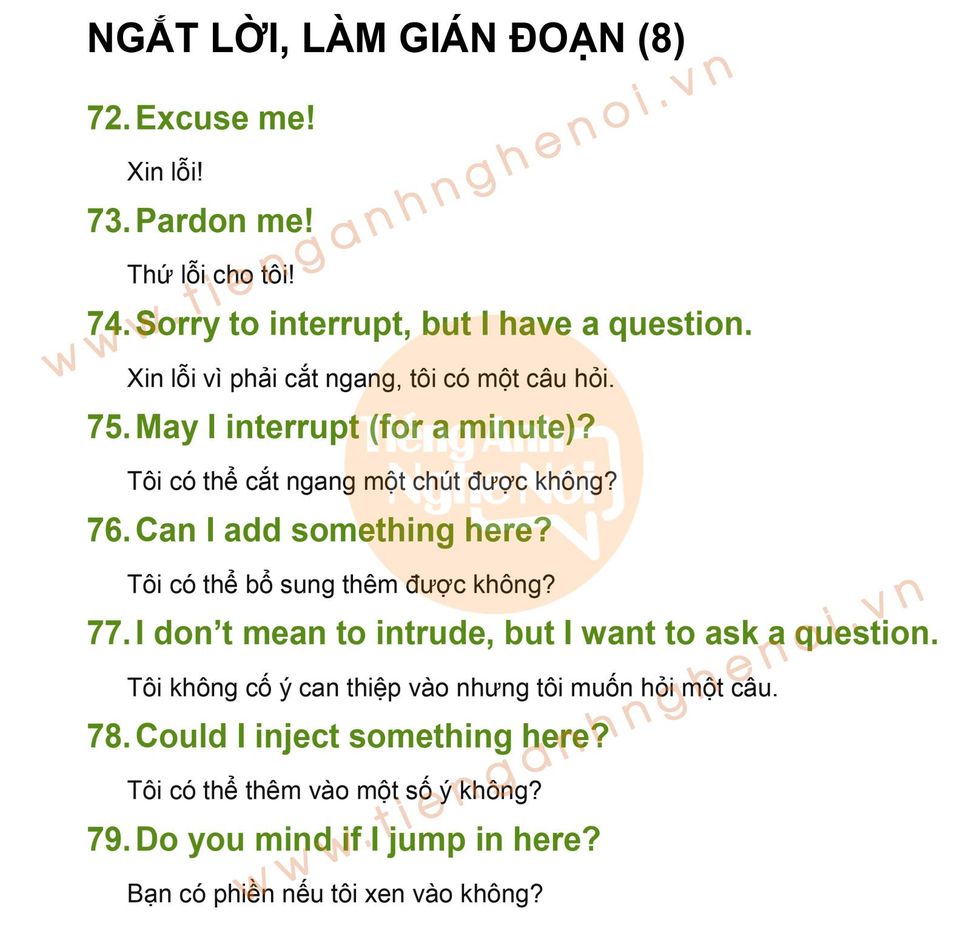 NGẮT LỜI, LÀM GIÁN ĐOẠN (8)
72. Excuse me!
Xin lỗi!
73. Pardon me!
Thứ lỗi cho tôi!
74. Sorry to interrupt, but I have a question.
Xin lỗi vì phải cắt ngang, tôi có một câu hỏi.
75. May I interrupt (for a minute)?
Tôi có thể cắt ngang một chút được không?
76. Can I add something here?
Tôi có thể bổ sung thêm được không?
77. I don’t mean to intrude, but I want to ask a question.
Tôi không cố ý can thiệp vào nhưng tôi muốn hỏi một câu.
78. Could I inject something here?
Tôi có thể thêm vào một số ý không?
79. Do you mind if I jump in here?
Bạn có phiền nếu tôi xen vào không?
www.tienganhnghenoi.vn
Tiếng Anh
Nghe Nói
www.tienganhnghenoi.vn